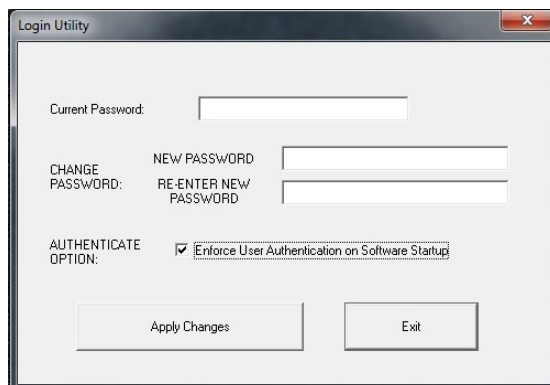 Login Utility
Current Password:
CHANGE
PASSWORD:
NEW PASSWORD
RE-ENTER NEW
PASSWORD
AUTHENTICATE
OPTION:
Enforce User Authentication on Software Startup
Apply Changes
Exit